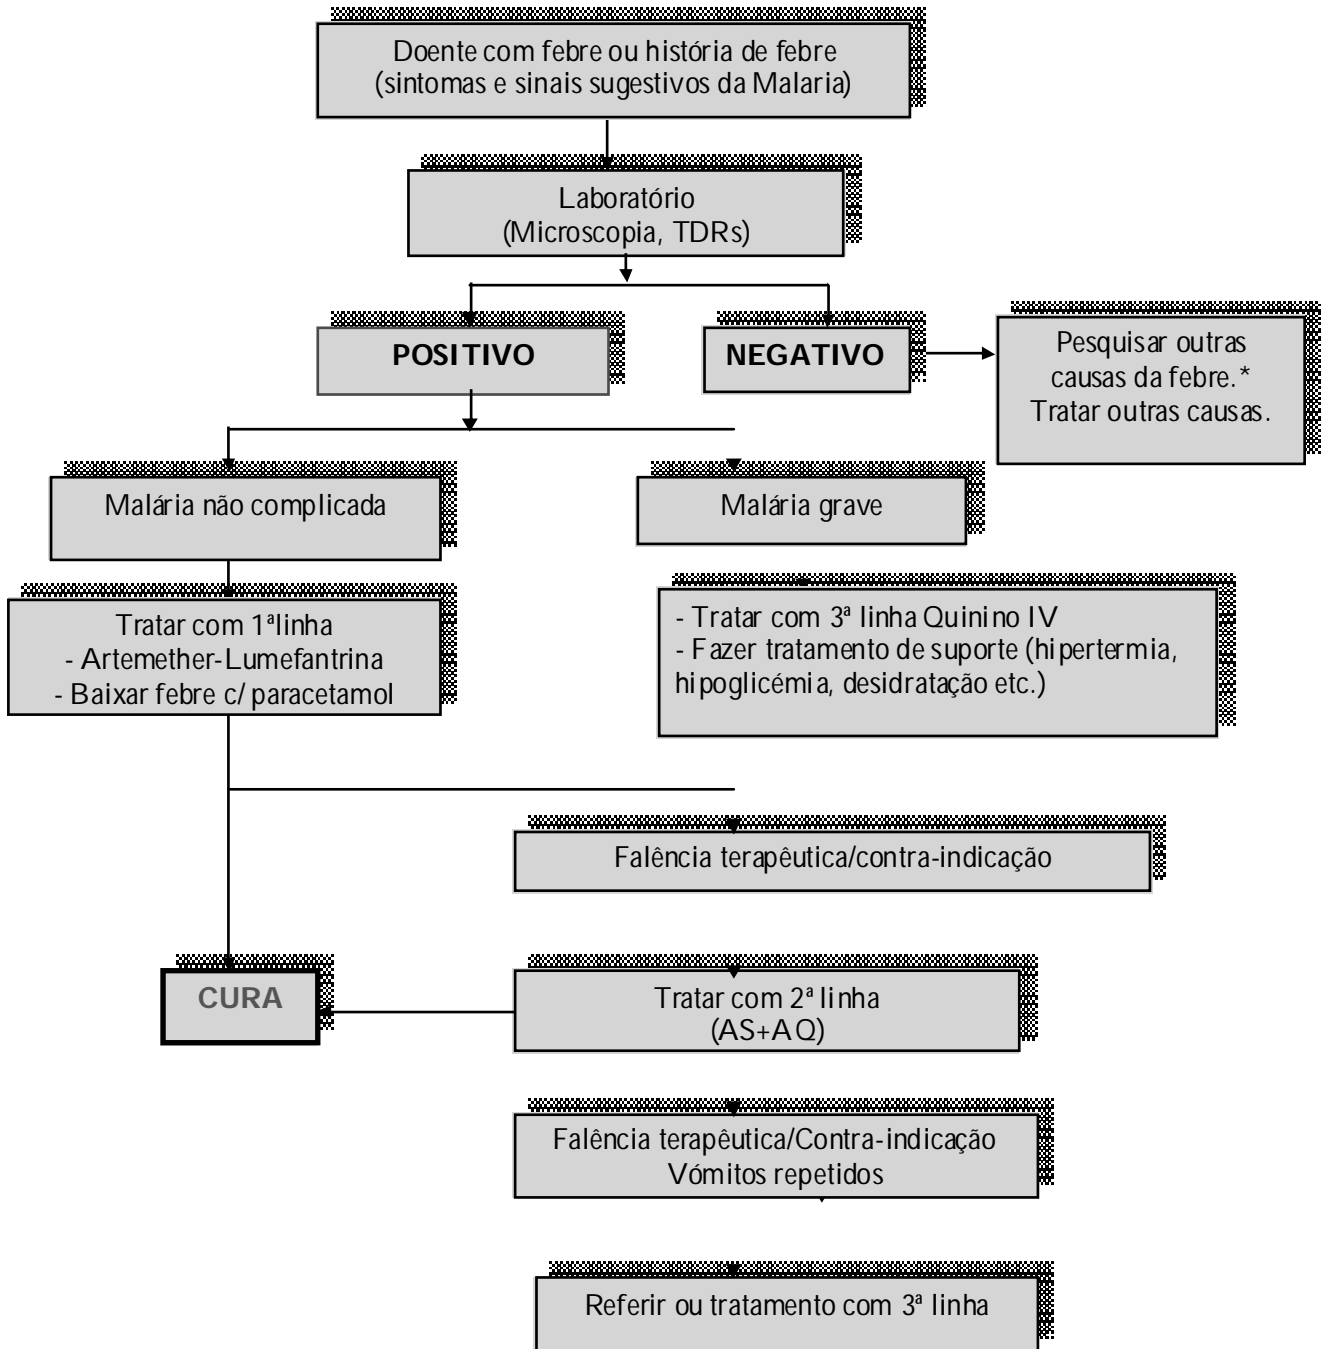 Doente com febre ou história de febre
(sintomas e sinais sugestivos da Malaria)
Laboratório
(Microscopia, TDRs)
POSITIVO
NEGATIVO
Pesquisar outras
causas da febre.*
Tratar outras causas.
Malária não complicada
Malária grave
Tratar com 1ªlinha
- Artemether-Lumefantrina
- Baixar febre c/ paracetamol
- Tratar com 3ª linha Quinino IV
- Fazer tratamento de suporte (hipertermia,
hipoglicémia, desidratação etc.)
Falência terapêutica/contra-indicação
CURA
Tratar com 2ª linha
(AS+AQ)
Falência terapêutica/Contra-indicação
Vómitos repetidos
Referir ou tratamento com 3ª linha